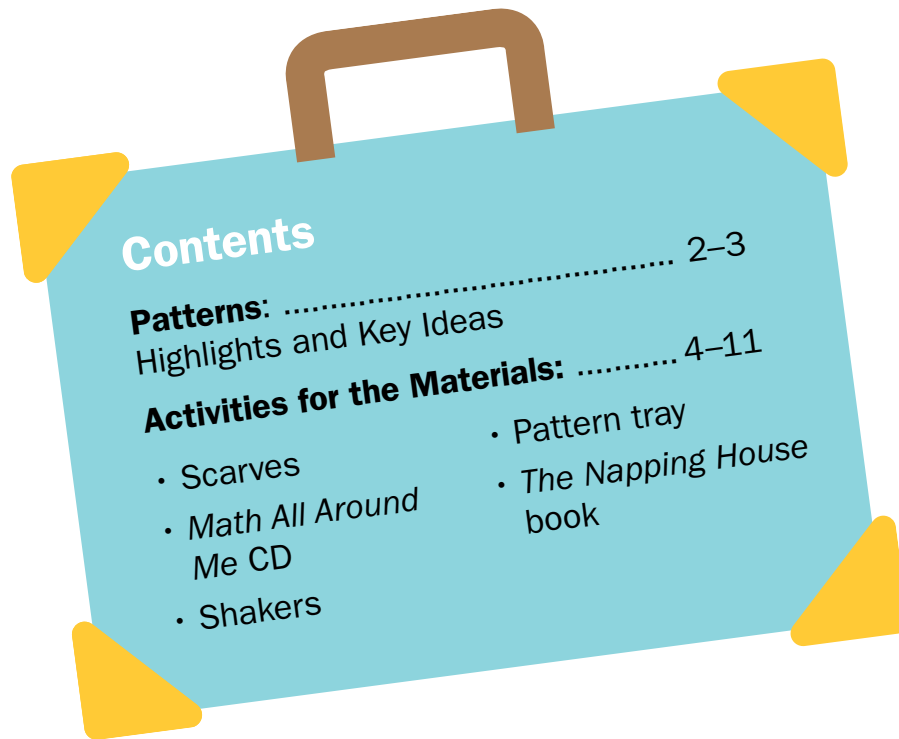 Contents
Patterns: ............................................ 2–3
Highlights and Key Ideas
Activities for the Materials: ........... 4–11
• Scarves
• Math All Around
Me CD
• Shakers
• Pattern tray
• The Napping House
book